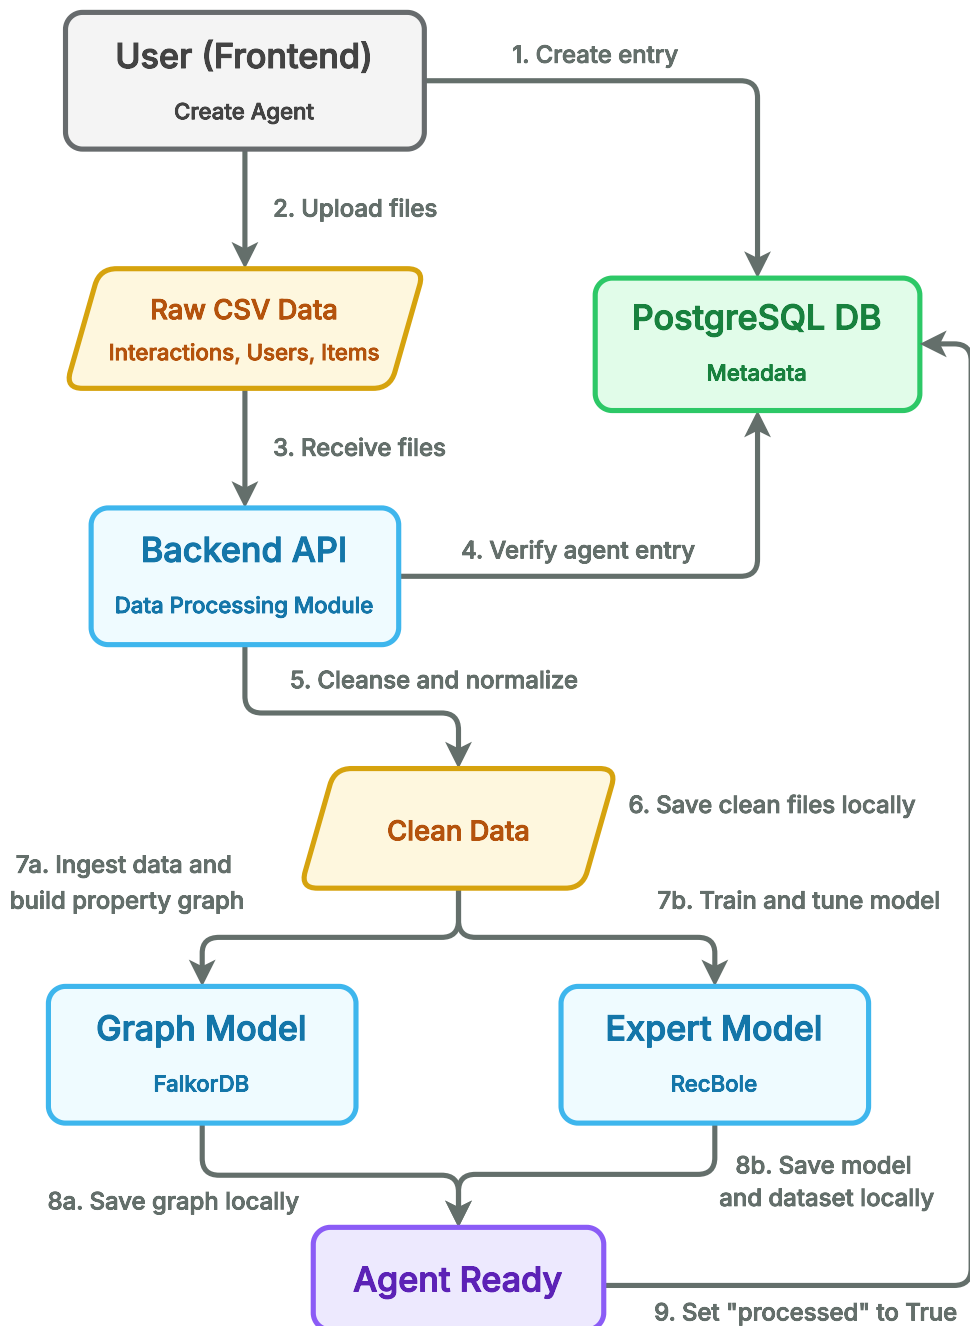 User (Frontend)
Create Agent
1. Create entry
2. Upload files
Raw CSV Data
Interactions, Users, Items
PostgreSQL DB
Metadata
3. Receive files
Backend API
Data Processing Module
4. Verify agent entry
5. Cleanse and normalize
Clean Data
6. Save clean files locally
7a. Ingest data and
build property graph
7b. Train and tune model
Graph Model
FalkorDB
Expert Model
RecBole
8a. Save graph locally
8b. Save model
and dataset locally
Agent Ready
9. Set "processed" to True